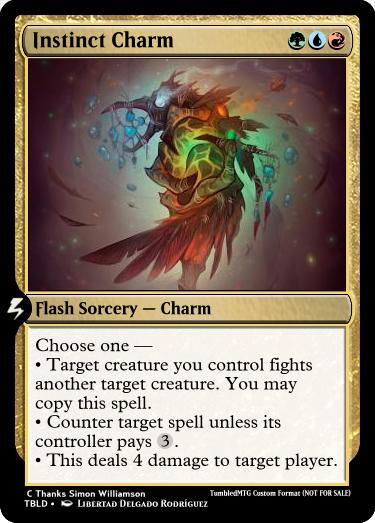 Instinct Charm
Flash Sorcery — Charm
Choose one —
• Target creature you control fights
another target creature. You may
copy this spell.
• Counter target spell unless its
controller pays 3.
• This deals 4 damage to target player.
C Thanks Simon Williamson
TumbledMTG Custom Format (NOT FOR SALE)
TBLD • Libertad Delgado Rodríguez